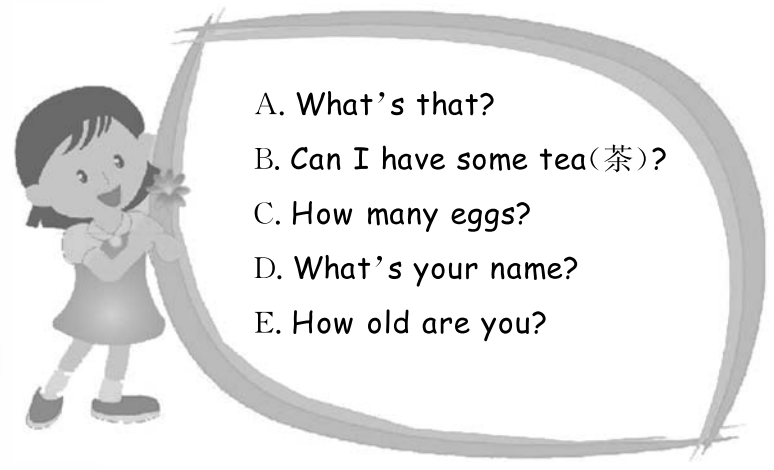 A. What's that?
B. Can I have some tea(茶)?
C. How many eggs?
D. What's your name?
E. How old are you?